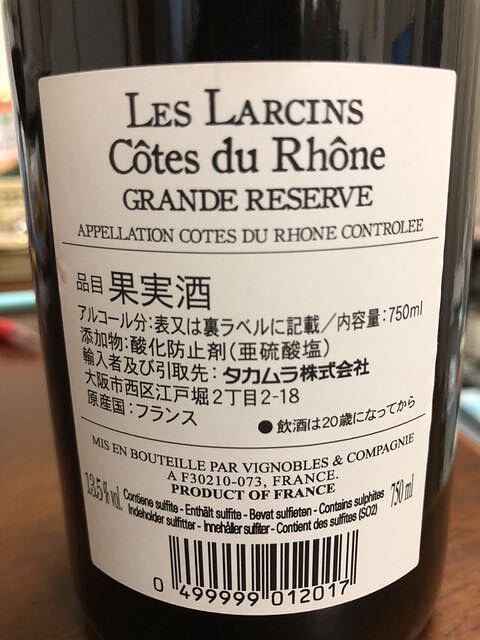 LES LARCINS
Côtes du Rhône
GRANDE RESERVE
APPELLATION COTES DU RHONE CONTROLEE
品目 果実酒
アルコール分:表又は裏ラベルに記載/内容量:750ml
添加物:酸化防止剤(亜硫酸塩)
輸入者及び引取先:タカムラ株式会社
大阪市西区江戸堀2丁目2-18
原産国:フランス
●飲酒は20歳になってから
MIS EN BOUTEILLE PAR VIGNOBLES & COMPAGNIE
A F30210-073, FRANCE.
PRODUCT OF FRANCE
13,5% vol.
Contiene sulfite - Enthält sulfite - Bevat sulfieten - Contains sulphites
Indeholder sulfitter - Innehåller sulfiter - Contient des sulfites (SO2)
750 ml
0 499999 012017